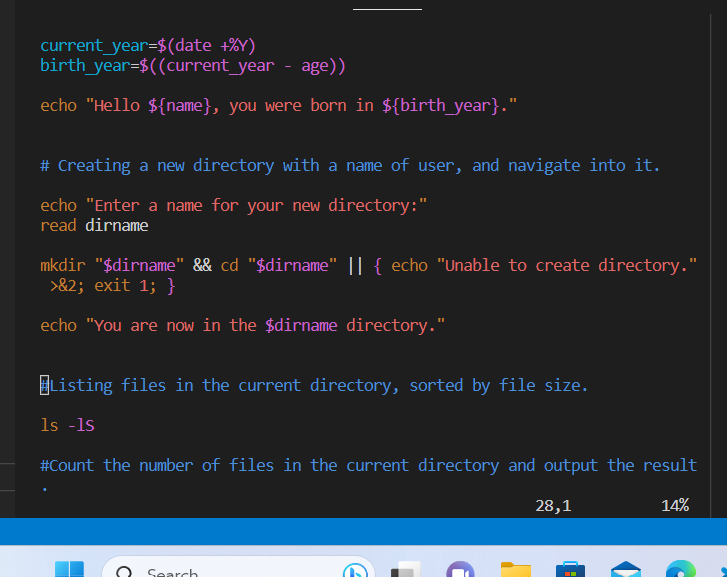 current_year=$(date +%Y)
birth_year=$((current_year - age))
echo "Hello ${name}, you were born in ${birth_year}."
# Creating a new directory with a name of user, and navigate into it.
echo "Enter a name for your new directory:"
read dirname
mkdir "$dirname" && cd "$dirname" || { echo "Unable to create directory."
>&2; exit 1; }
echo "You are now in the $dirname directory."
#Listing files in the current directory, sorted by file size.
ls -lS
#Count the number of files in the current directory and output the result
.
28,1 14%
Search